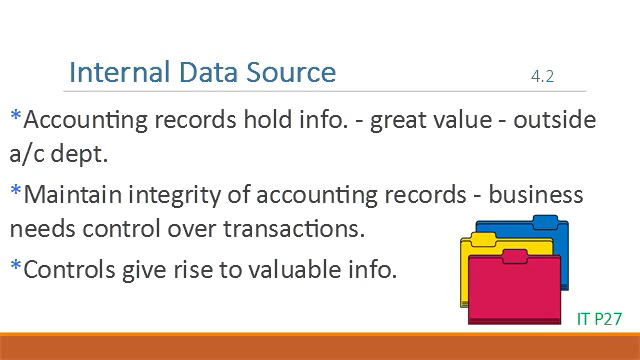 Internal Data Source 4.2
*Accounting records hold info. - great value - outside
a/c dept.
*Maintain integrity of accounting records - business
needs control over transactions.
*Controls give rise to valuable info.
IT P27